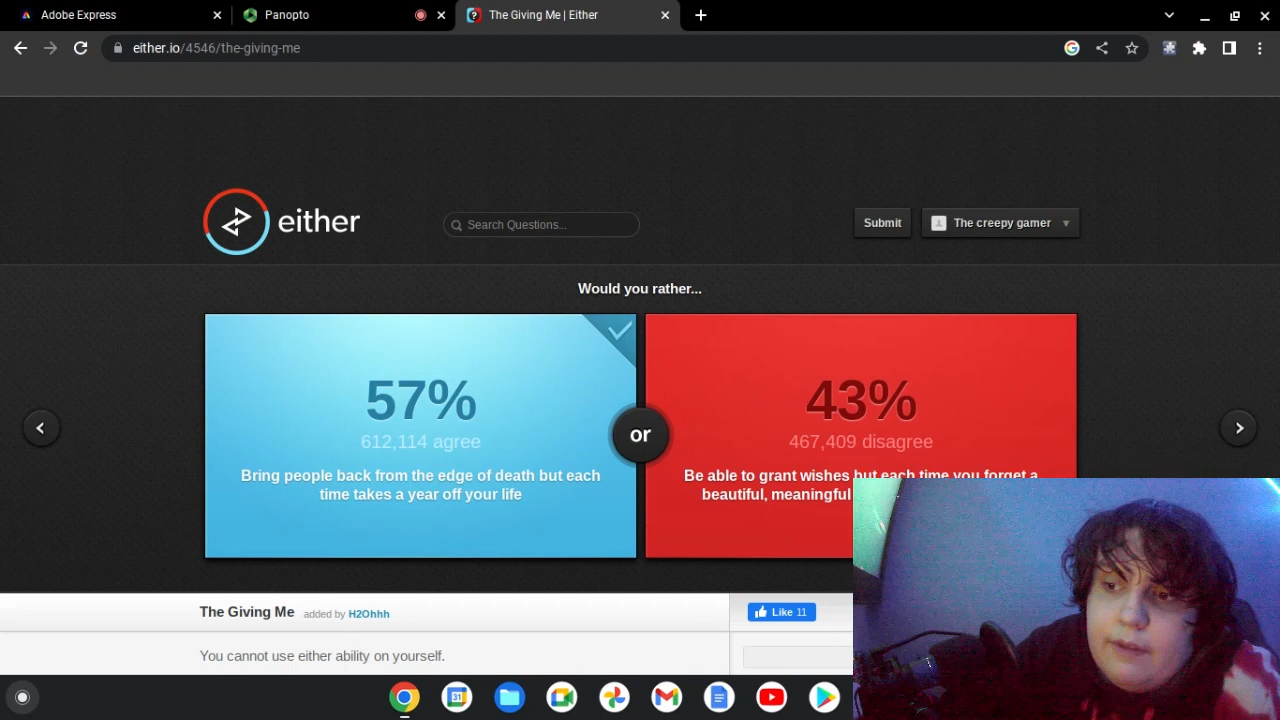 Adobe Express
Panopto
The Giving Me | Either
either.io/4546/the-giving-me
either
Search Questions...
Submit
The creepy gamer
Would you rather...
57%
612,114 agree
Bring people back from the edge of death but each
time takes a year off your life
or
43%
467,409 disagree
Be able to grant wishes but each time you forget a
beautiful, meaningful
The Giving Me added by H2Ohhh
Like 11
You cannot use either ability on yourself.
31